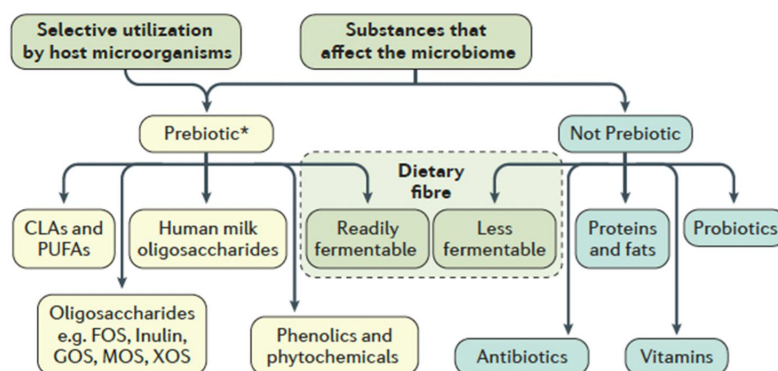 Selective utilization
by host microorganisms
Substances that
affect the microbiome
Prebiotic*
Not Prebiotic
Dietary
fibre
CLAs and
PUFAs
Human milk
oligosaccharides
Readily
fermentable
Less
fermentable
Proteins
and fats
Probiotics
Oligosaccharides
e.g. FOS, Inulin,
GOS, MOS, XOS
Phenolics and
phytochemicals
Antibiotics
Vitamins